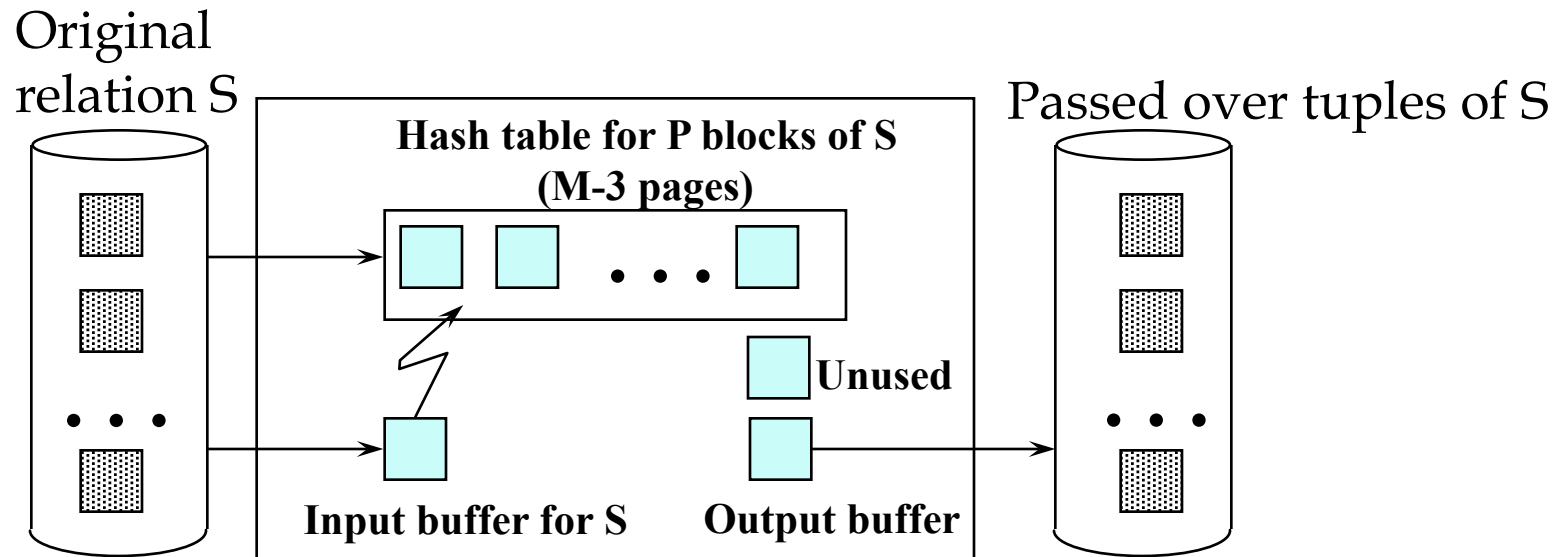 Original
relation S
Passed over tuples of S
Hash table for P blocks of S
(M-3 pages)
• • •
Unused
• • •
• • •
Input buffer for S
Output buffer